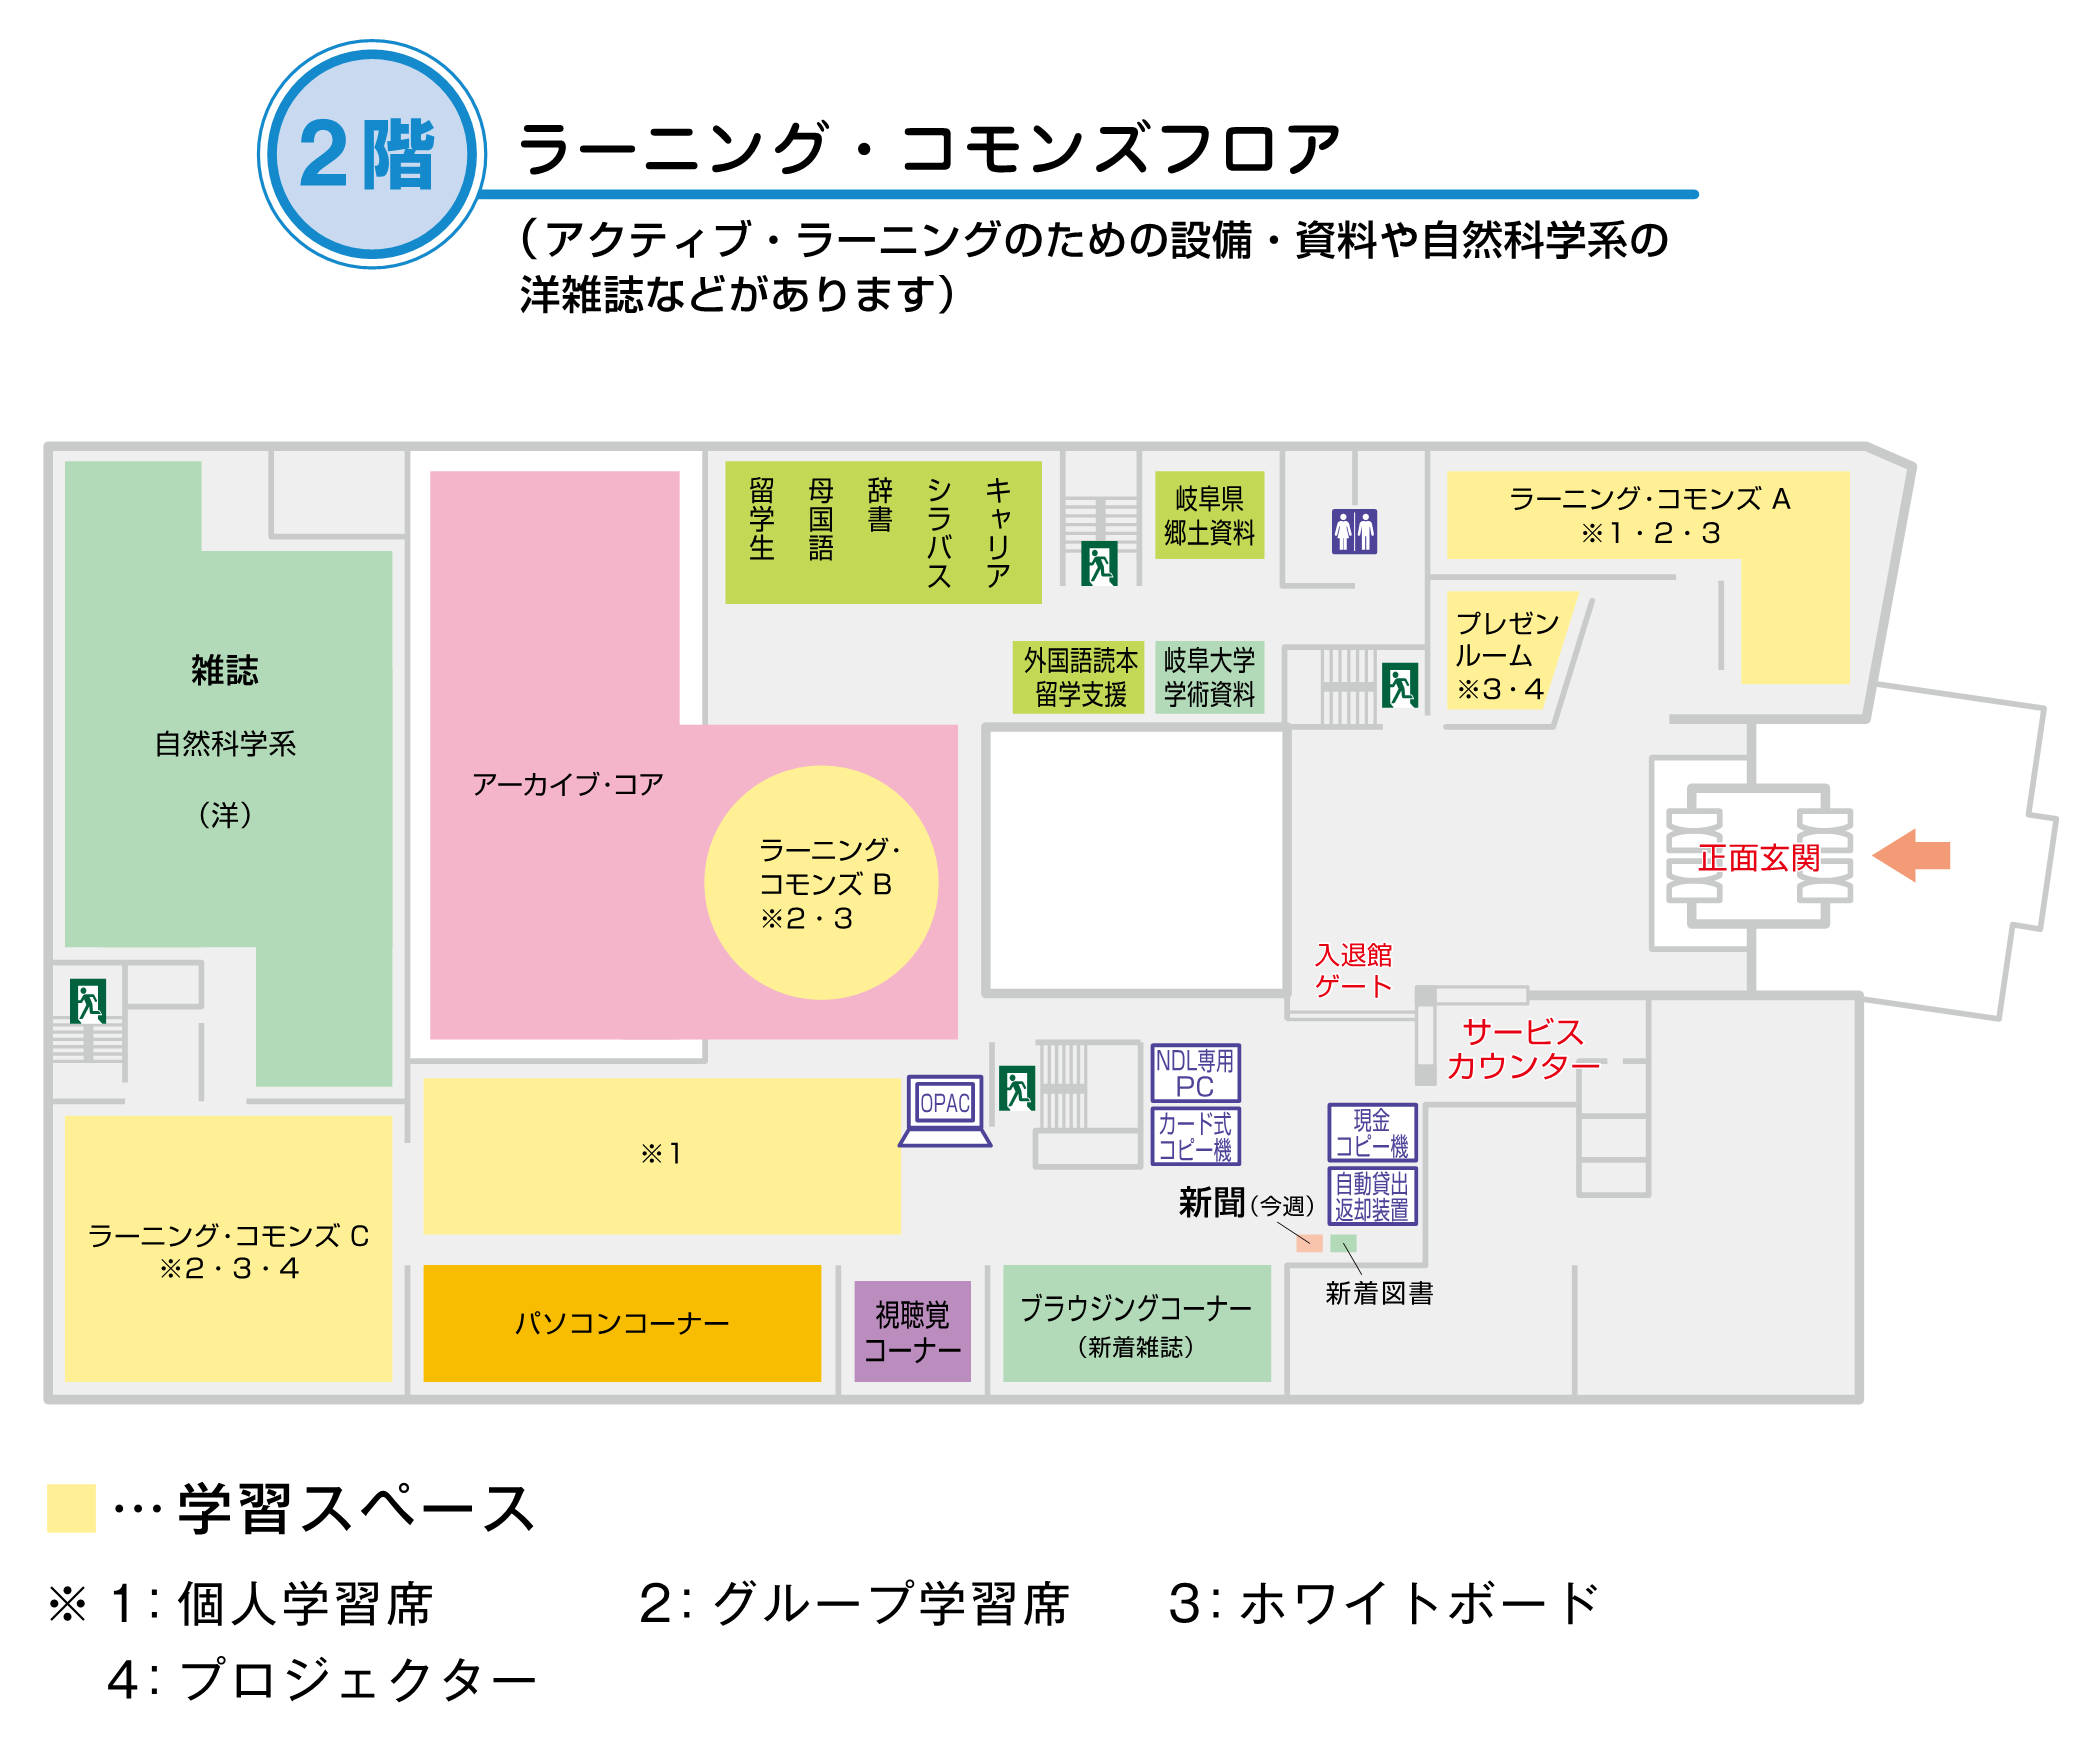 2階
ラーニング・コモンズフロア
（アクティブ・ラーニングのための設備・資料や自然科学系の
洋雑誌などがあります）
留学生
母国語
辞書
シラバス
キャリア
岐阜県
郷土資料
ラーニング・コモンズ A
※1・2・3
プレゼン
ルーム
※3・4
外国語読本
留学支援
岐阜大学
学術資料
雑誌
自然科学系
（洋）
アーカイブ・コア
ラーニング・
コモンズ B
※2・3
正面玄関
入退館
ゲート
サービス
カウンター
NDL専用
PC
カード式
コピー機
OPAC
現金
コピー機
自動貸出
返却装置
※1
新聞（今週）
新着図書
ラーニング・コモンズ C
※2・3・4
パソコンコーナー
視聴覚
コーナー
ブラウジングコーナー
（新着雑誌）
…学習スペース
※ 1：個人学習席 2：グループ学習席 3：ホワイトボード
4：プロジェクター